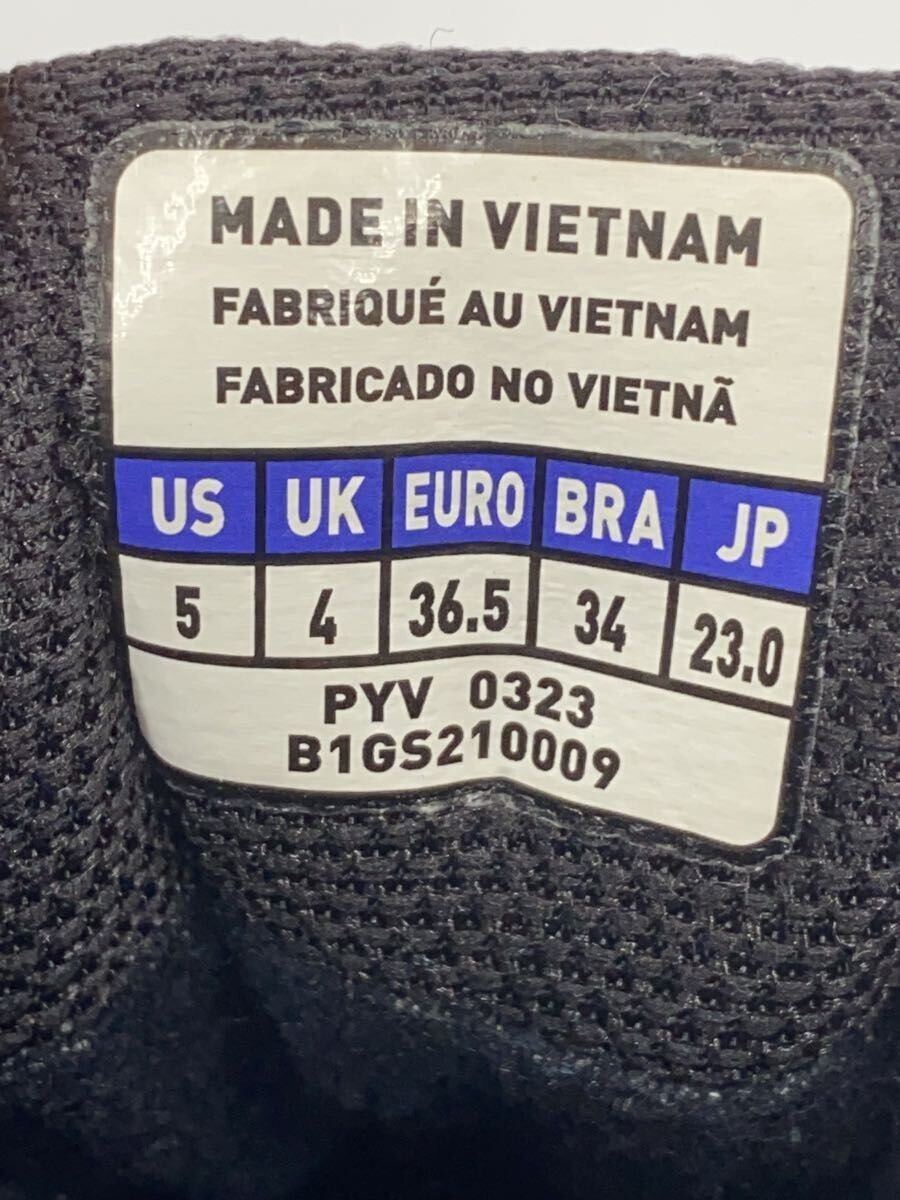 MADE IN VIETNAM
FABRIQUÉ AU VIETNAM
FABRICADO NO VIETNÃ
US UK EURO BRA JP
5 4 36.5 34 23.0
PYV 0323
B1GS210009